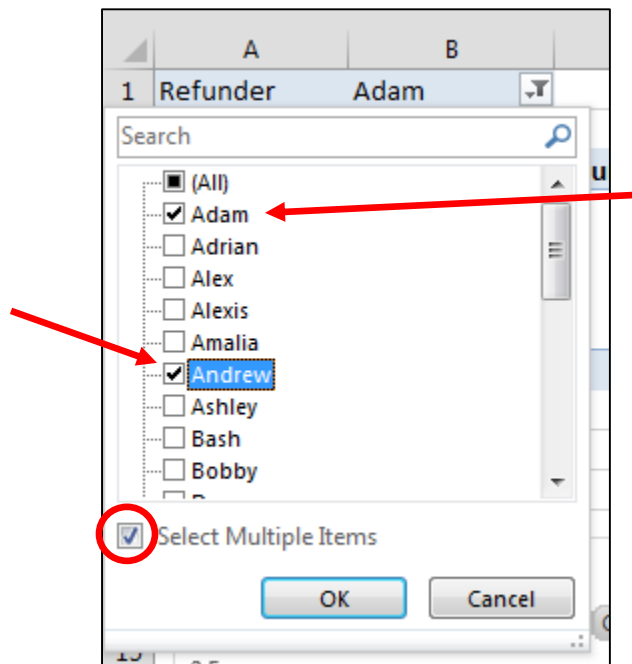 A B
1 Refunder Adam
Search
u
(All)
Adam
Adrian
Alex
Alexis
Amalia
Andrew
Ashley
Bash
Bobby
Select Multiple Items
OK Cancel